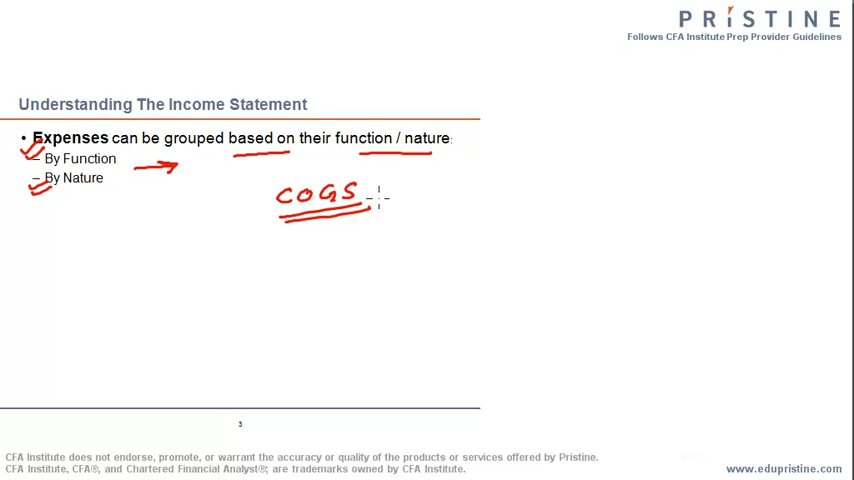 PRISTINE
Follows CFA Institute Prep Provider Guidelines
Understanding The Income Statement
• Expenses can be grouped based on their function / nature:
– By Function
– By Nature
COGS
3
CFA Institute does not endorse, promote, or warrant the accuracy or quality of the products or services offered by Pristine.
CFA Institute, CFA®, and Chartered Financial Analyst®; are trademarks owned by CFA Institute.
www.edupristine.com